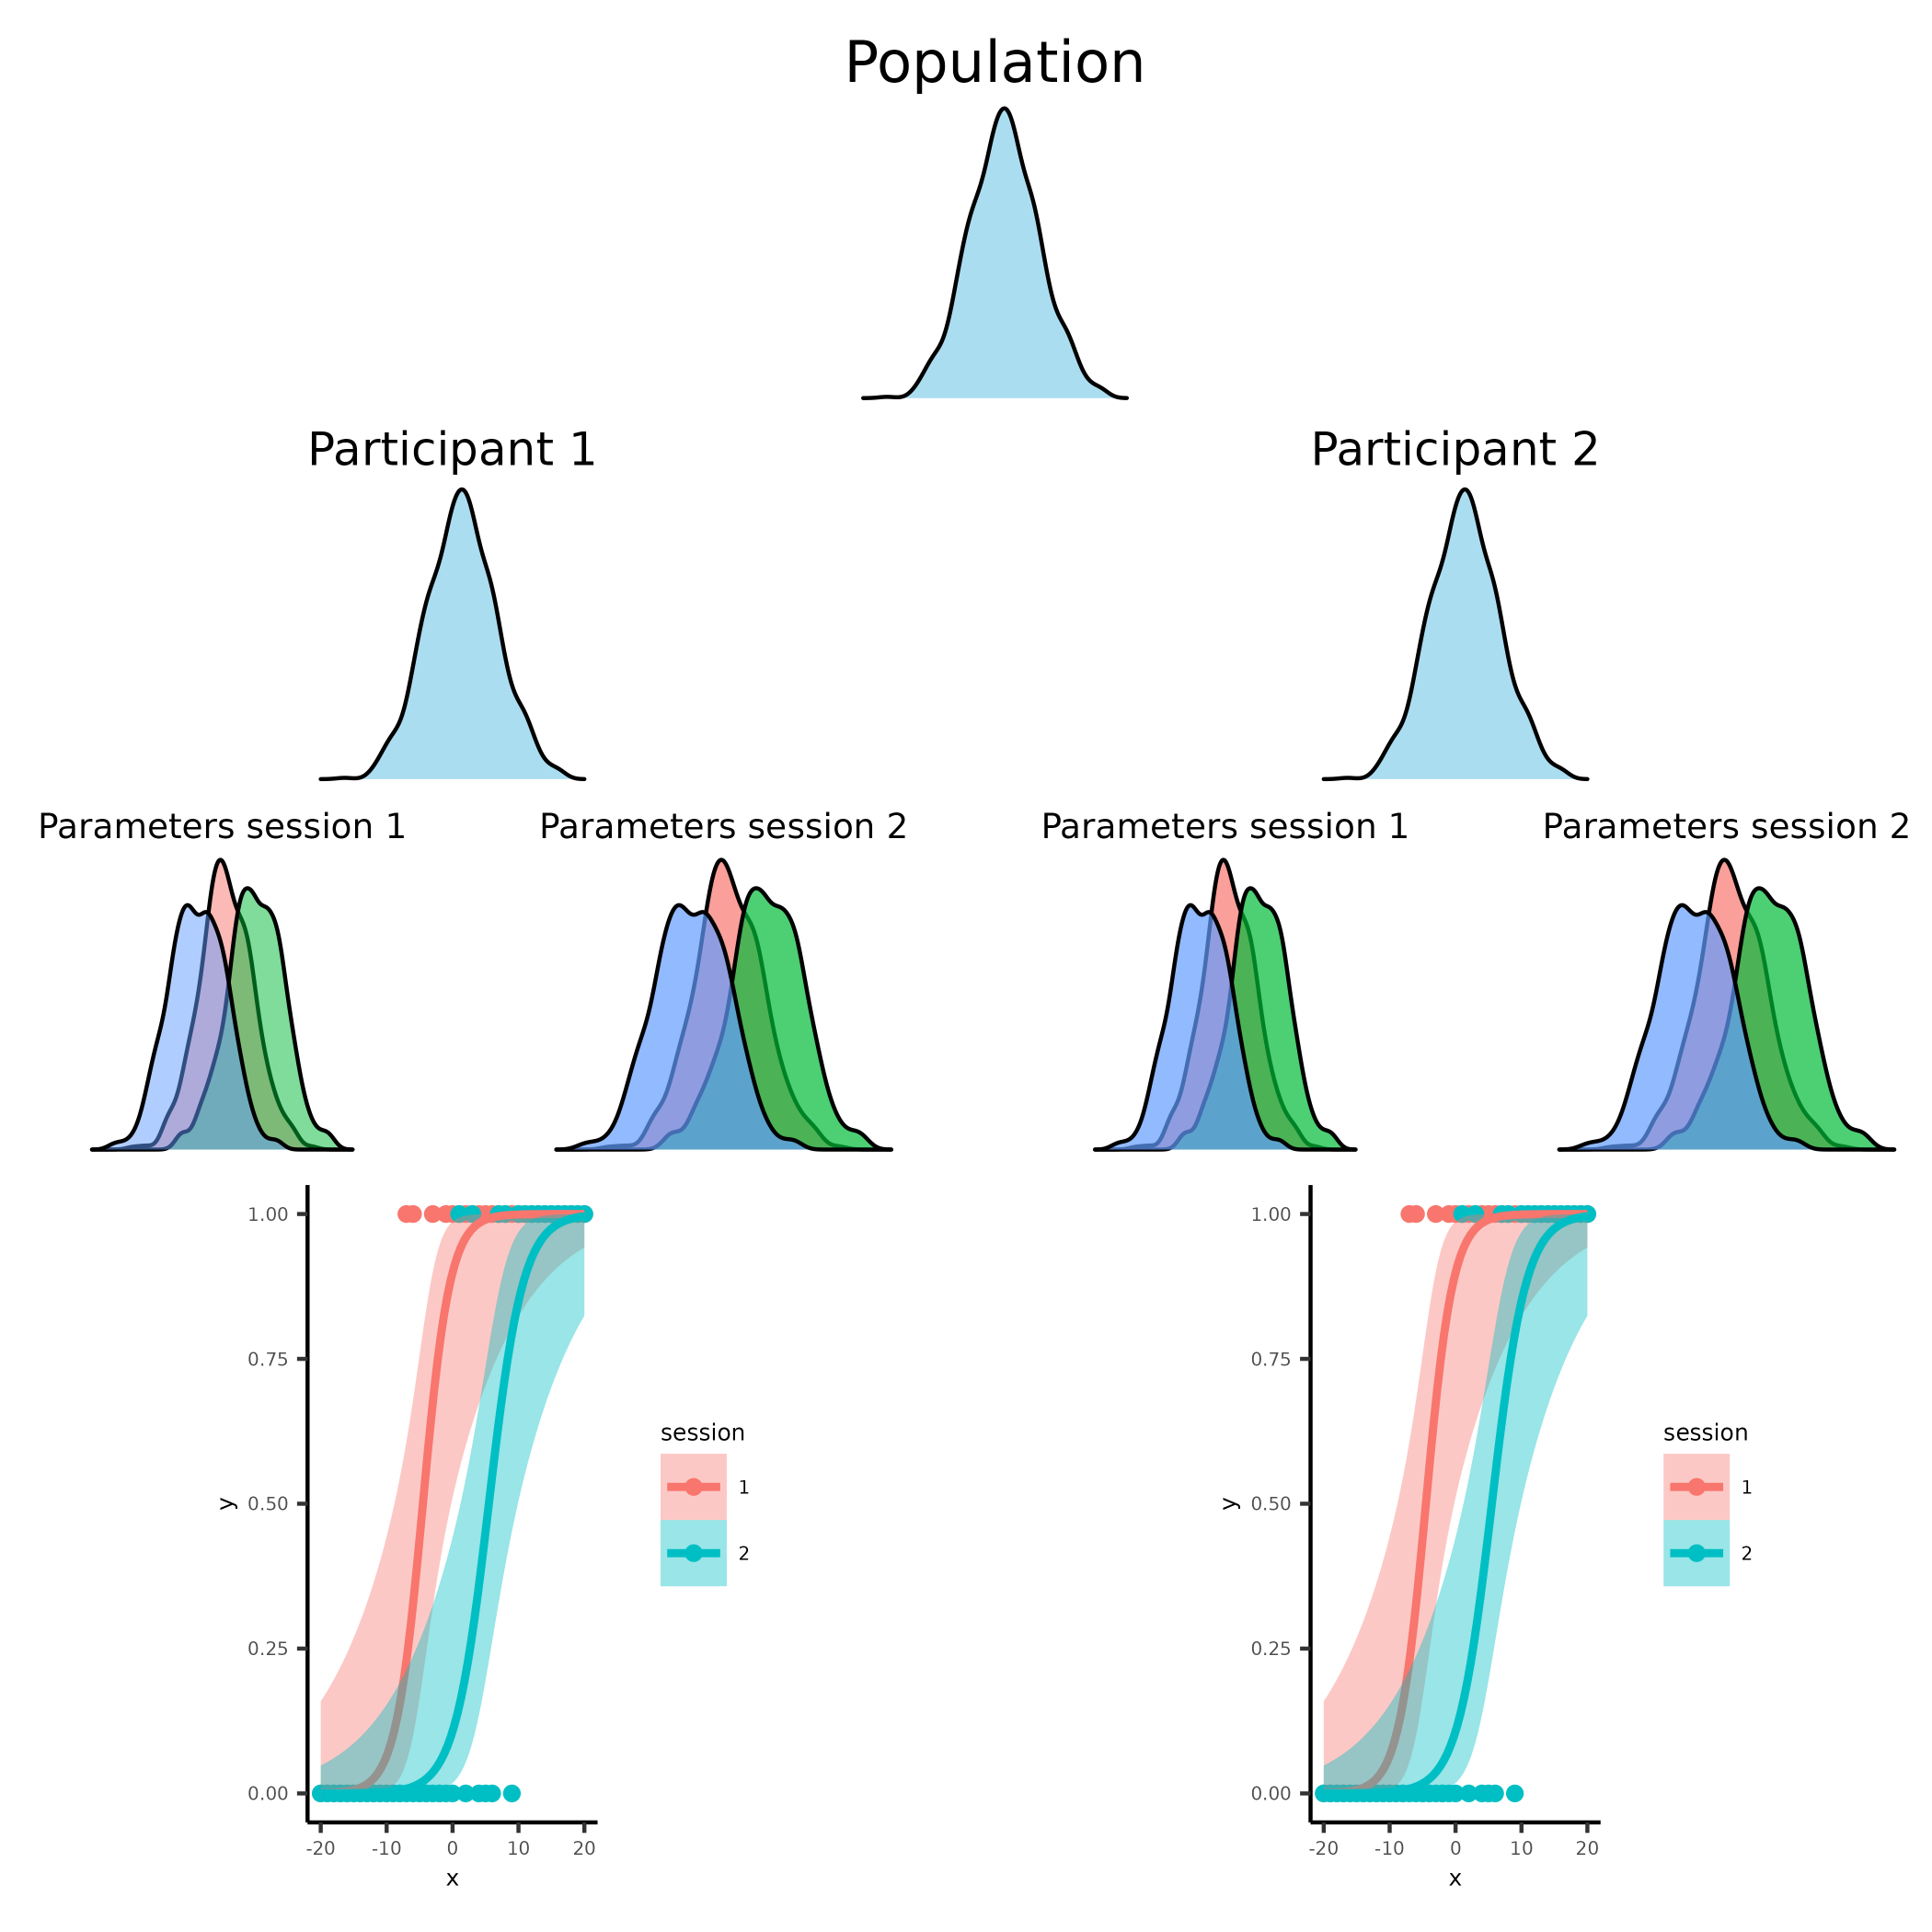 Population
Participant 1
Participant 2
Parameters session 1
Parameters session 2
Parameters session 1
Parameters session 2
1.00
0.75
0.50
0.25
0.00
y
-20 -10 0 10 20
x
session
1
2
1.00
0.75
0.50
0.25
0.00
y
-20 -10 0 10 20
x
session
1
2